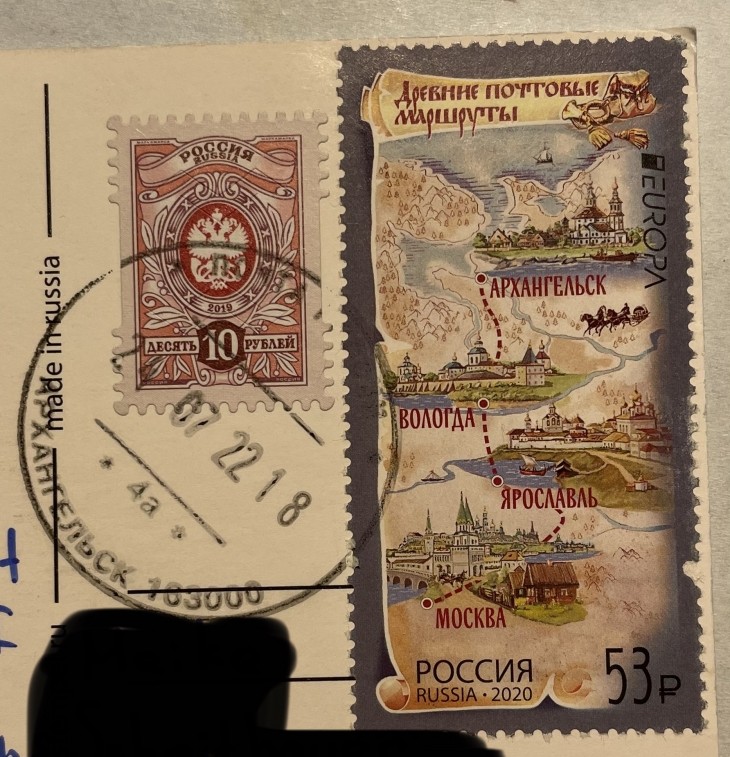 РОССИЯ
RUSSIA
2019
ДЕСЯТЬ 10 РУБЛЕЙ
made in russia
АРХАНГЕЛЬСК 163000
07 22 18
* 4а *
Древние почтовые
маршруты
EUROPA
АРХАНГЕЛЬСК
ВОЛОГДА
ЯРОСЛАВЛЬ
МОСКВА
РОССИЯ
RUSSIA · 2020
53₽